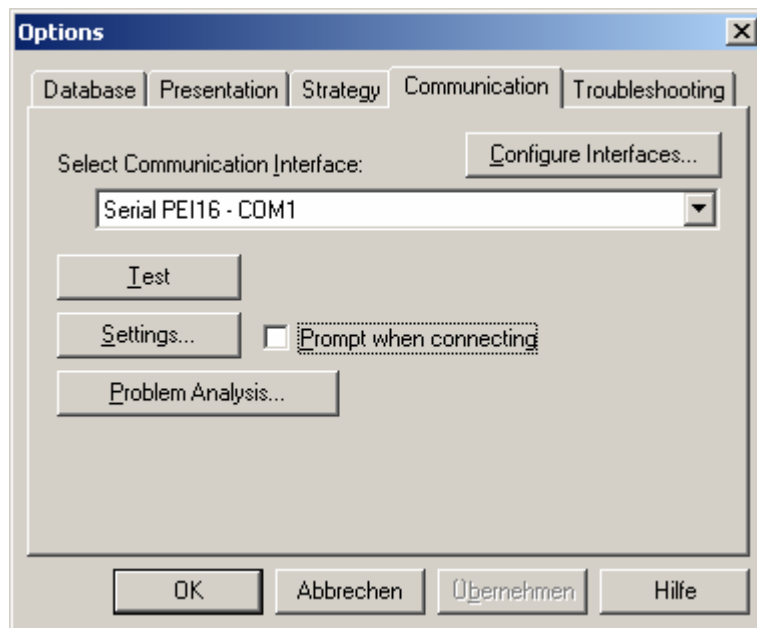 Options
Database Presentation Strategy Communication Troubleshooting
Configure Interfaces...
Select Communication Interface:
Serial PEI16 - COM1
Test
Settings... Prompt when connecting
Problem Analysis...
OK Abbrechen Übernehmen Hilfe